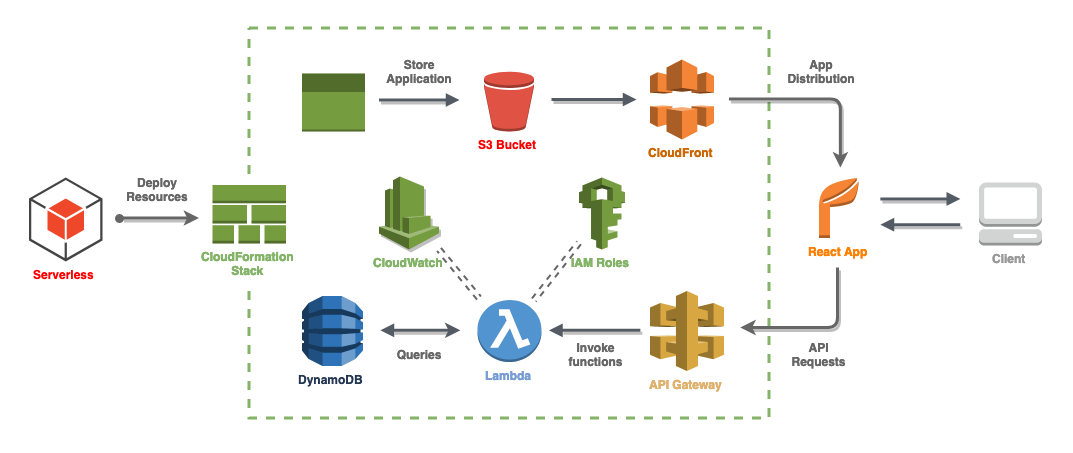 Store
Application
App
Distribution
S3 Bucket
CloudFront
Deploy
Resources
Serverless
CloudFormation
Stack
CloudWatch
IAM Roles
React App
Client
DynamoDB
Queries
Lambda
Invoke
functions
API Gateway
API
Requests